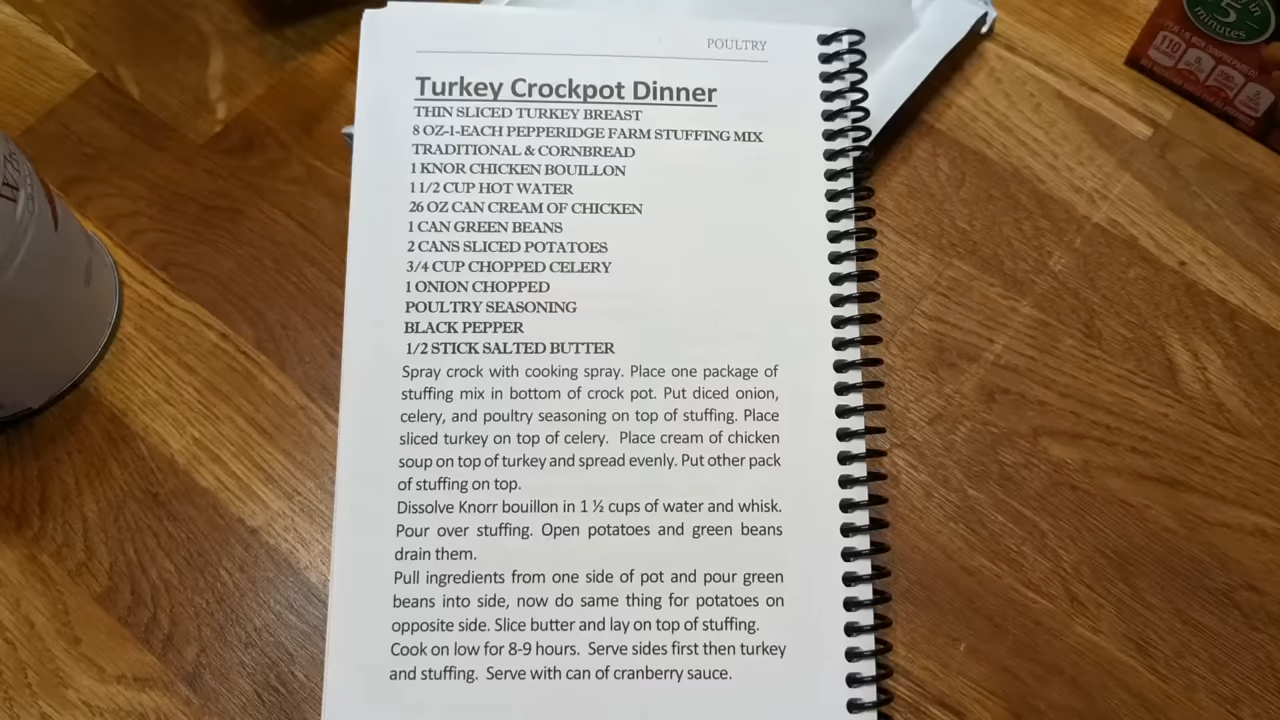 POULTRY
Turkey Crockpot Dinner
THIN SLICED TURKEY BREAST
8 OZ-1-EACH PEPPERIDGE FARM STUFFING MIX
TRADITIONAL & CORNBREAD
1 KNOR CHICKEN BOUILLON
1 1/2 CUP HOT WATER
26 OZ CAN CREAM OF CHICKEN
1 CAN GREEN BEANS
2 CANS SLICED POTATOES
3/4 CUP CHOPPED CELERY
1 ONION CHOPPED
POULTRY SEASONING
BLACK PEPPER
1/2 STICK SALTED BUTTER
Spray crock with cooking spray. Place one package of
stuffing mix in bottom of crock pot. Put diced onion,
celery, and poultry seasoning on top of stuffing. Place
sliced turkey on top of celery. Place cream of chicken
soup on top of turkey and spread evenly. Put other pack
of stuffing on top.
Dissolve Knorr bouillon in 1 ½ cups of water and whisk.
Pour over stuffing. Open potatoes and green beans
drain them.
Pull ingredients from one side of pot and pour green
beans into side, now do same thing for potatoes on
opposite side. Slice butter and lay on top of stuffing.
Cook on low for 8-9 hours. Serve sides first then turkey
and stuffing. Serve with can of cranberry sauce.
in
5
minutes
110